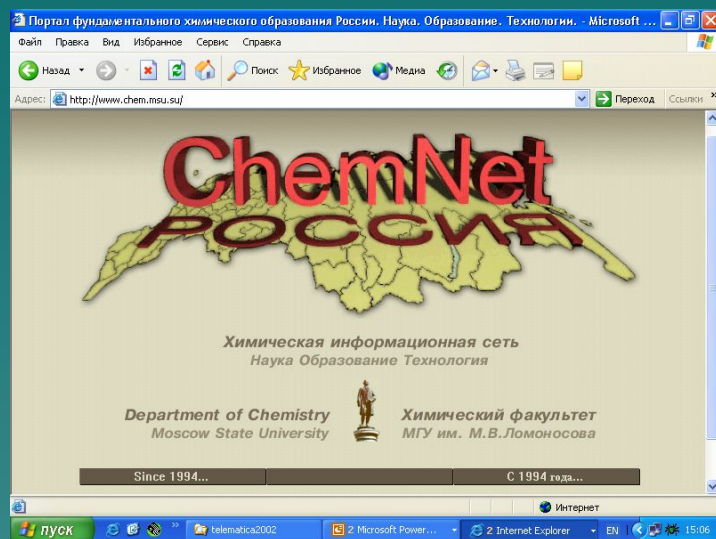 Портал фундаментального химического образования России. Наука. Образование. Технологии. - Microsoft ...
Файл Правка Вид Избранное Сервис Справка
Назад Поиск Избранное Медиа
Адрес: http://www.chem.msu.su/ Переход Ссылки »
ChemNet
РОССИЯ
Химическая информационная сеть
Наука Образование Технология
Department of Chemistry Химический факультет
Moscow State University МГУ им. М.В.Ломоносова
Since 1994... С 1994 года...
Интернет
пуск » telematica2002 2 Microsoft Power... 2 Internet Explorer EN 15:06